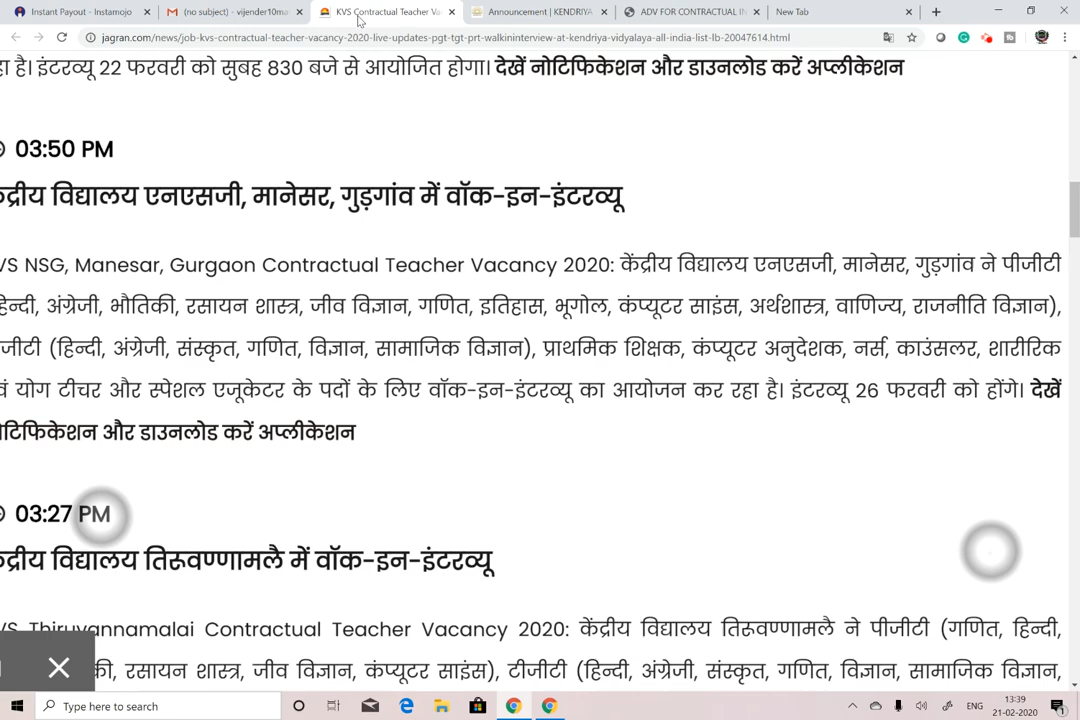 Instant Payout - Instamojo
(no subject) - vijender10ma
KVS Contractual Teacher Va
Announcement | KENDRIYA
ADV FOR CONTRACTUAL IN
New Tab
jagran.com/news/job-kvs-contractual-teacher-vacancy-2020-live-updates-pgt-tgt-prt-walkininterview-at-kendriya-vidyalaya-all-india-list-lb-20047614.html
हा है। इंटरव्यू 22 फरवरी को सुबह 830 बजे से आयोजित होगा। देखें नोटिफिकेशन और डाउनलोड करें अप्लीकेशन
03:50 PM
केंद्रीय विद्यालय एनएसजी, मानेसर, गुड़गांव में वॉक-इन-इंटरव्यू
VS NSG, Manesar, Gurgaon Contractual Teacher Vacancy 2020: केंद्रीय विद्यालय एनएसजी, मानेसर, गुड़गांव ने पीजीटी
हिन्दी, अंग्रेजी, भौतिकी, रसायन शास्त्र, जीव विज्ञान, गणित, इतिहास, भूगोल, कंप्यूटर साइंस, अर्थशास्त्र, वाणिज्य, राजनीति विज्ञान),
जीटी (हिन्दी, अंग्रेजी, संस्कृत, गणित, विज्ञान, सामाजिक विज्ञान), प्राथमिक शिक्षक, कंप्यूटर अनुदेशक, नर्स, काउंसलर, शारीरिक
वं योग टीचर और स्पेशल एजूकेटर के पदों के लिए वॉक-इन-इंटरव्यू का आयोजन कर रहा है। इंटरव्यू 26 फरवरी को होंगे। देखें
नोटिफिकेशन और डाउनलोड करें अप्लीकेशन
03:27 PM
केंद्रीय विद्यालय तिरूवण्णामलै में वॉक-इन-इंटरव्यू
VS Thiruvannamalai Contractual Teacher Vacancy 2020: केंद्रीय विद्यालय तिरूवण्णामलै ने पीजीटी (गणित, हिन्दी,
की, रसायन शास्त्र, जीव विज्ञान, कंप्यूटर साइंस), टीजीटी (हिन्दी, अंग्रेजी, संस्कृत, गणित, विज्ञान, सामाजिक विज्ञान,
Type here to search
ENG
13:39
21-02-2020